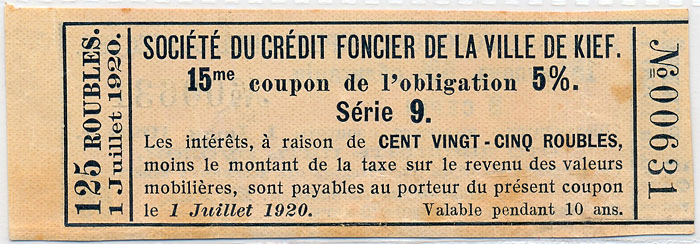 125 ROUBLES.
1 Juillet 1920.
SOCIÉTÉ DU CRÉDIT FONCIER DE LA VILLE DE KIEF.
15me coupon de l'obligation 5%.
Série 9.
Les intérêts, à raison de CENT VINGT-CINQ ROUBLES,
moins le montant de la taxe sur le revenu des valeurs
mobilières, sont payables au porteur du présent coupon
le 1 Juillet 1920. Valable pendant 10 ans.
№00631